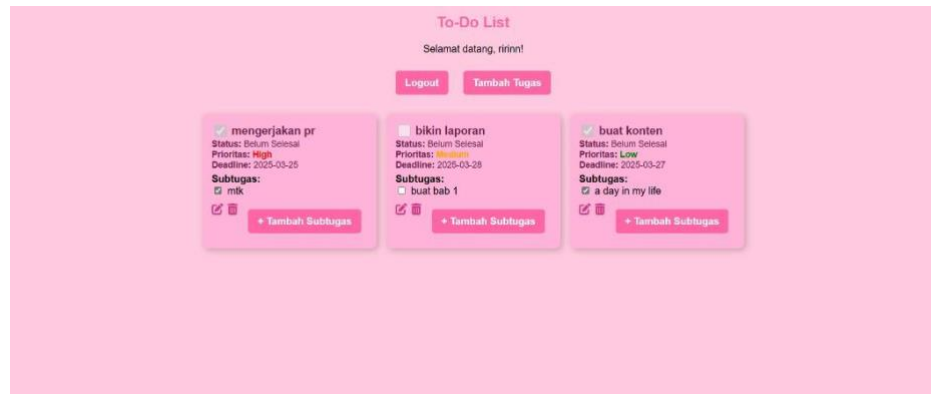 To-Do List
Selamat datang, ririnn!
Logout
Tambah Tugas
mengerjakan pr
Status: Belum Selesai
Prioritas: High
Deadline: 2025-03-25
Subtugas:
mtk
+ Tambah Subtugas
bikin laporan
Status: Belum Selesai
Prioritas: Medium
Deadline: 2025-03-28
Subtugas:
buat bab 1
+ Tambah Subtugas
buat konten
Status: Belum Selesai
Prioritas: Low
Deadline: 2025-03-27
Subtugas:
a day in my life
+ Tambah Subtugas